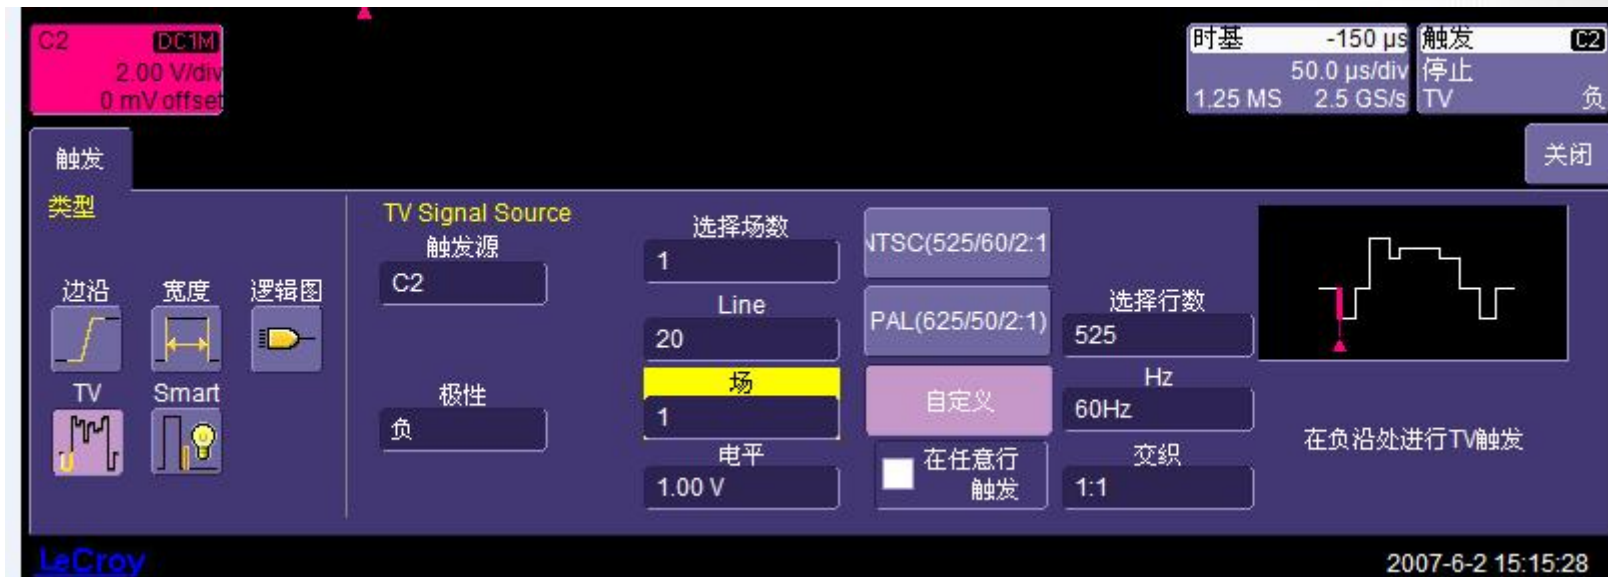 C2 DC1M
2.00 V/div
0 mV offset
时基 -150 µs
50.0 µs/div
1.25 MS 2.5 GS/s
触发 C2
停止
TV 负
触发
关闭
类型
边沿 宽度 逻辑图
TV Smart
TV Signal Source
触发源
C2
极性
负
选择场数
1
Line
20
场
1
电平
1.00 V
NTSC(525/60/2:1
PAL(625/50/2:1)
自定义
在任意行
触发
选择行数
525
Hz
60Hz
交织
1:1
在负沿处进行TV触发
LeCroy
2007-6-2 15:15:28